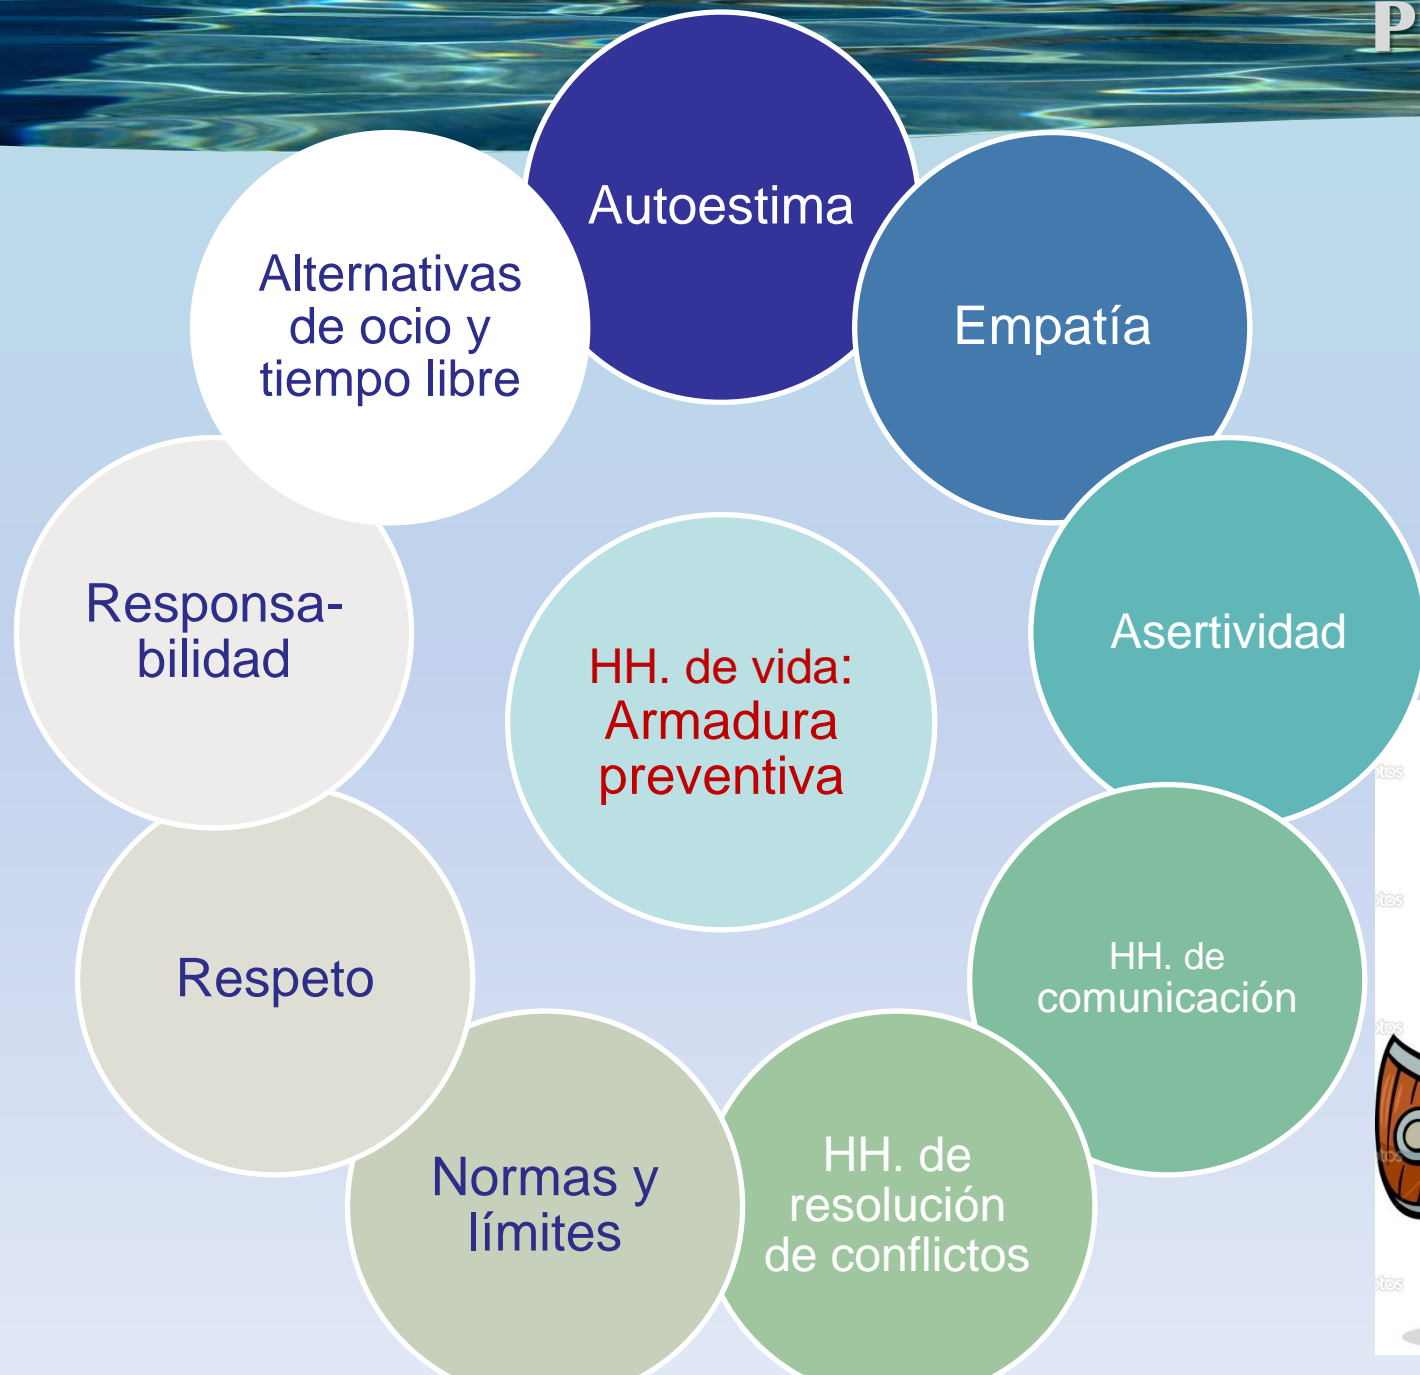 P
Autoestima
Empatía
Asertividad
HH. de
comunicación
HH. de
resolución
de conflictos
Normas y
límites
Respeto
Responsa-
bilidad
Alternativas
de ocio y
tiempo libre
HH. de vida:
Armadura
preventiva